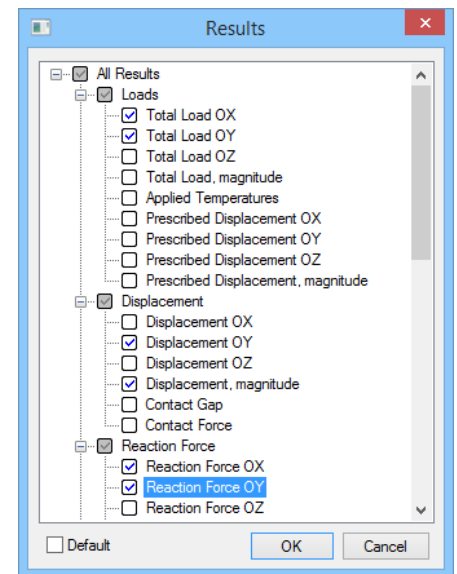 Results
All Results
Loads
Total Load OX
Total Load OY
Total Load OZ
Total Load, magnitude
Applied Temperatures
Prescribed Displacement OX
Prescribed Displacement OY
Prescribed Displacement OZ
Prescribed Displacement, magnitude
Displacement
Displacement OX
Displacement OY
Displacement OZ
Displacement, magnitude
Contact Gap
Contact Force
Reaction Force
Reaction Force OX
Reaction Force OY
Reaction Force OZ
Default OK Cancel